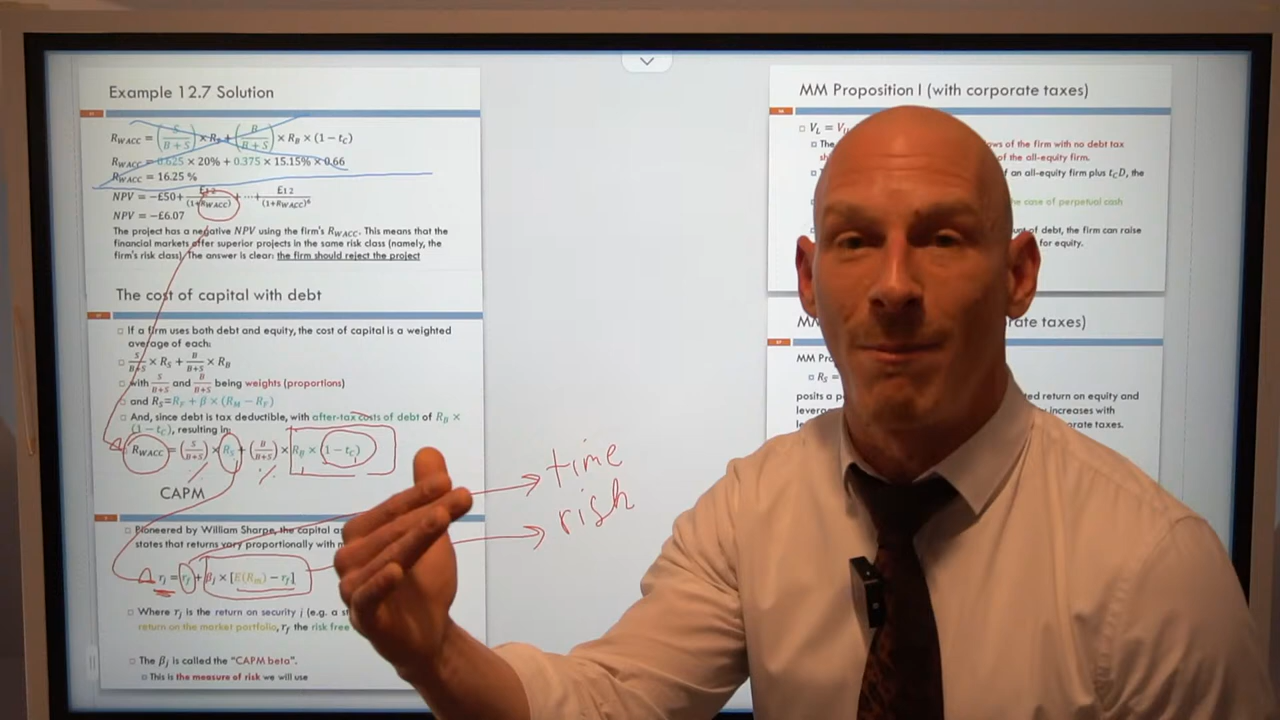 Example 12.7 Solution
R_WACC = (S/B+S) × R_S + (B/B+S) × R_B × (1 − t_C)
R_WACC = 0.625 × 20% + 0.375 × 15.15% × 0.66
R_WACC = 16.25 %
NPV = −£50 + £12/(1+R_WACC) + ⋯ + £12/(1+R_WACC)^6
NPV = −£6.07
The project has a negative NPV using the firm's R_WACC. This means that the
financial markets offer superior projects in the same risk class (namely, the
firm's risk class). The answer is clear: the firm should reject the project
The cost of capital with debt
If a firm uses both debt and equity, the cost of capital is a weighted
average of each:
S/B+S × R_S + B/B+S × R_B
with S/B+S and B/B+S being weights (proportions)
and R_S=R_F + β × (R_M − R_F)
And, since debt is tax deductible, with after-tax costs of debt of R_B ×
(1 − t_C), resulting in:
R_WACC = (S/B+S) × R_S + (B/B+S) × R_B × (1 − t_C)
CAPM
Pioneered by William Sharpe, the capital as
states that returns vary proportionally with
r_j = r_f + β_j × [E(R_m) − r_f]
Where r_j is the return on security j (e.g. a st
return on the market portfolio, r_f the risk free
The β_j is called the "CAPM beta".
This is the measure of risk we will use
time
risk
MM Proposition I (with corporate taxes)
V_L = V_U
The
ows of the firm with no debt tax
sh
of the all-equity firm.
f an all-equity firm plus t_C D, the
he case of perpetual cash
unt of debt, the firm can raise
for equity.
MM
rate taxes)
MM Pro
R_S =
posits a p
ted return on equity and
levera
increases with
orate taxes.